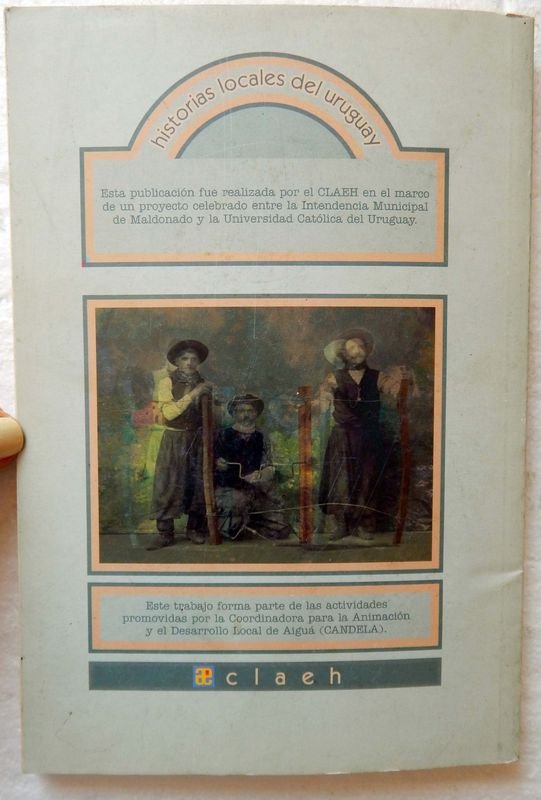 historias locales del uruguay
Esta publicación fue realizada por el CLAEH en el marco
de un proyecto celebrado entre la Intendencia Municipal
de Maldonado y la Universidad Católica del Uruguay.
Este trabajo forma parte de las actividades
promovidas por la Coordinadora para la Animación
y el Desarrollo Local de Aiguá (CANDELA).
æ claeh